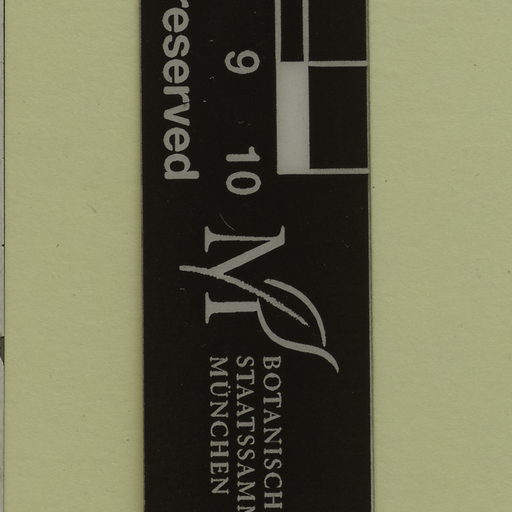 reserved
9 10
M
BOTANISCH
STAATSSAMM
MÜNCHEN